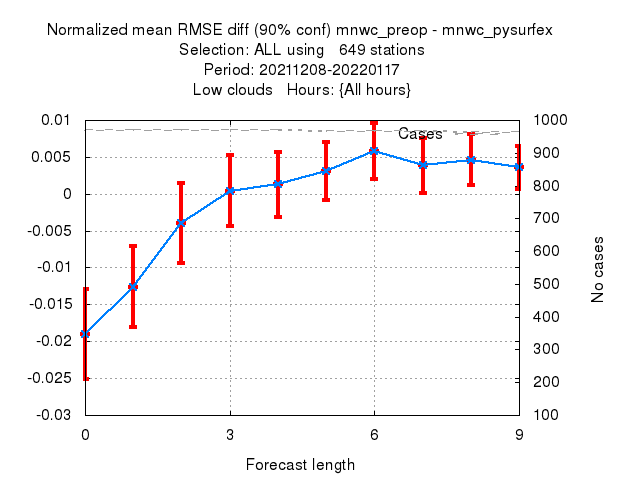 Normalized mean RMSE diff (90% conf) mnwc_preop - mnwc_pysurfex
Selection: ALL using   649 stations
Period: 20211208-20220117
Low clouds   Hours: {All hours}
0.01
0.005
0
-0.005
-0.01
-0.015
-0.02
-0.025
-0.03
Cases
1000
900
800
700
600
500
400
300
200
100
No cases
0 3 6 9
Forecast length